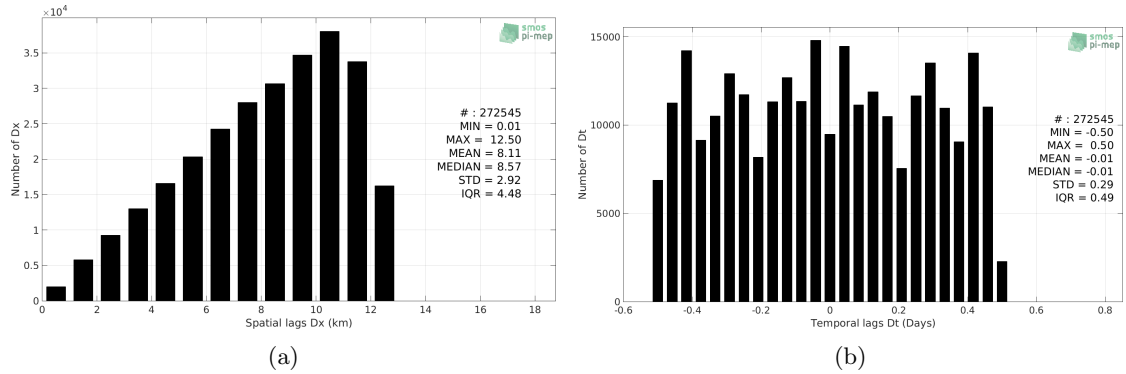 ×10⁴
smos
pi-mep
3.5
3
2.5
2
1.5
1
0.5
0
Number of Dx
# : 272545
MIN = 0.01
MAX = 12.50
MEAN = 8.11
MEDIAN = 8.57
STD = 2.92
IQR = 4.48
0 2 4 6 8 10 12 14 16 18
Spatial lags Dx (km)
(a)
smos
pi-mep
15000
10000
5000
0
Number of Dt
# : 272545
MIN = -0.50
MAX = 0.50
MEAN = -0.01
MEDIAN = -0.01
STD = 0.29
IQR = 0.49
-0.6 -0.4 -0.2 0 0.2 0.4 0.6 0.8
Temporal lags Dt (Days)
(b)